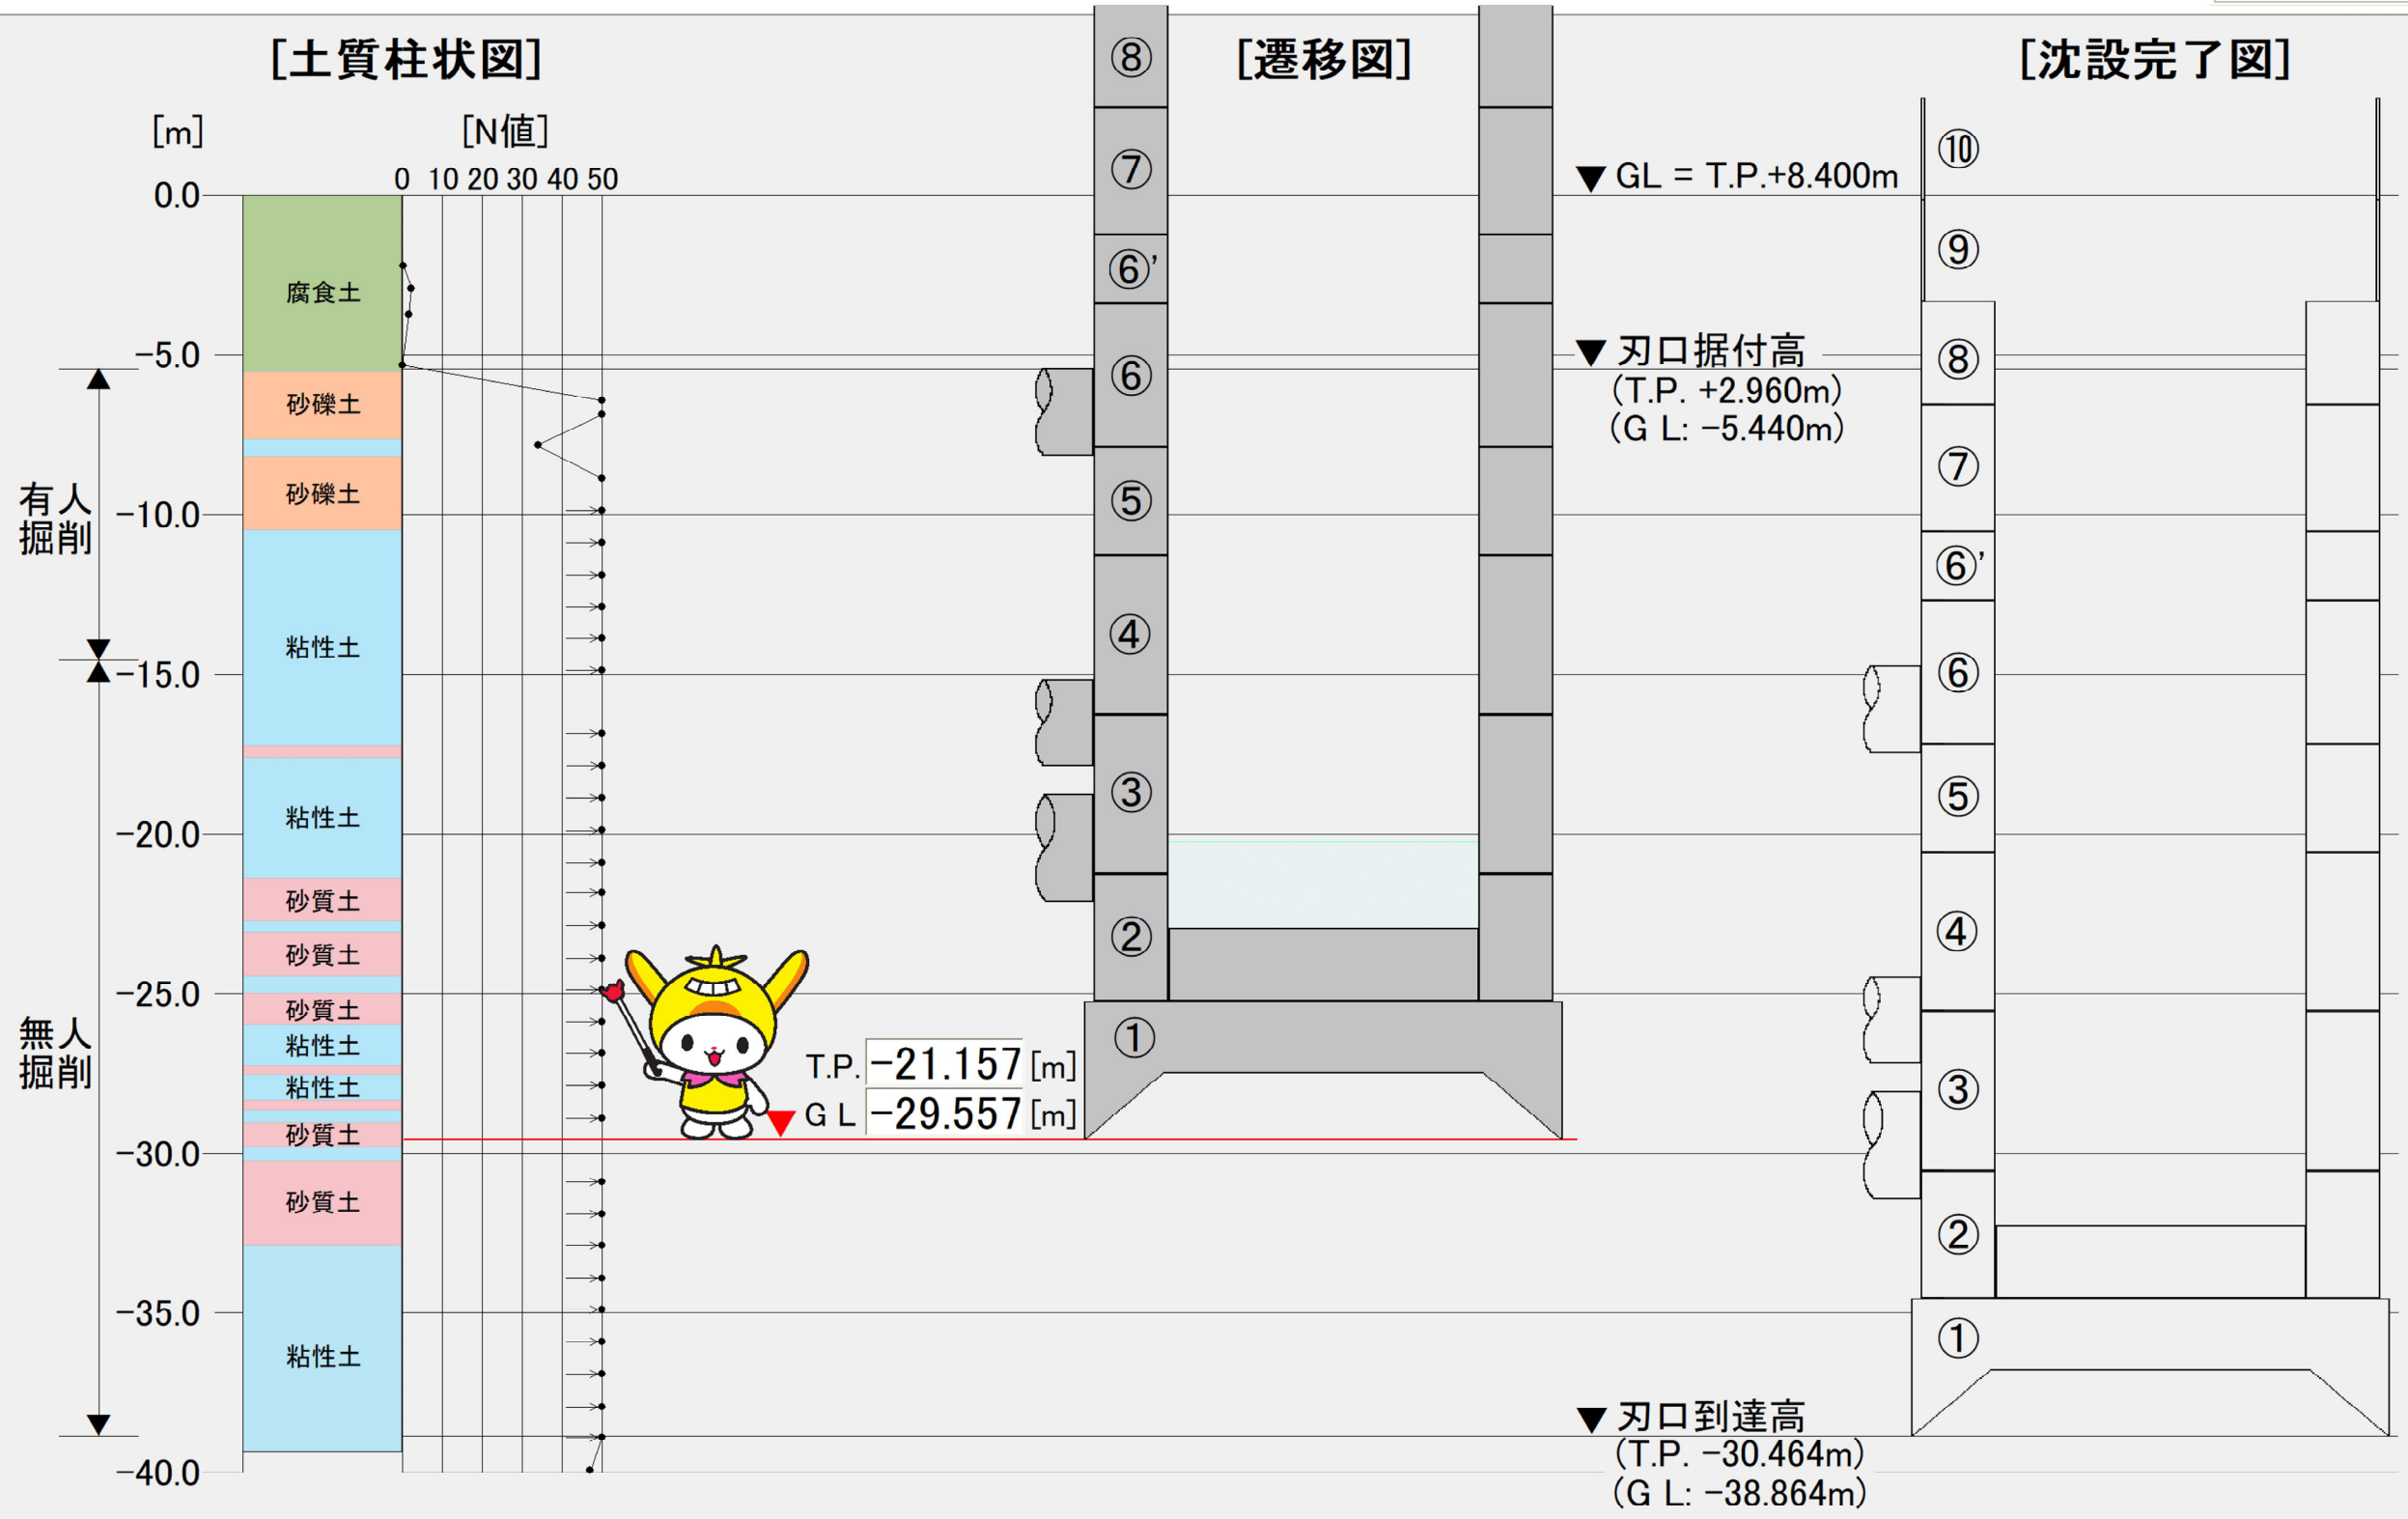 [土質柱状図]
[遷移図]
[沈設完了図]
[m]
[N値]
0 10 20 30 40 50
0.0
-5.0
-10.0
-15.0
-20.0
-25.0
-30.0
-35.0
-40.0
有人
掘削
無人
掘削
腐食土
砂礫土
砂礫土
粘性土
粘性土
砂質土
砂質土
砂質土
粘性土
粘性土
砂質土
砂質土
粘性土
T.P. -21.157 [m]
G L -29.557 [m]
⑧
⑦
⑥'
⑥
⑤
④
③
②
①
▼ GL = T.P.+8.400m
▼ 刃口据付高
(T.P. +2.960m)
(G L: -5.440m)
▼ 刃口到達高
(T.P. -30.464m)
(G L: -38.864m)
⑩
⑨
⑧
⑦
⑥'
⑥
⑤
④
③
②
①